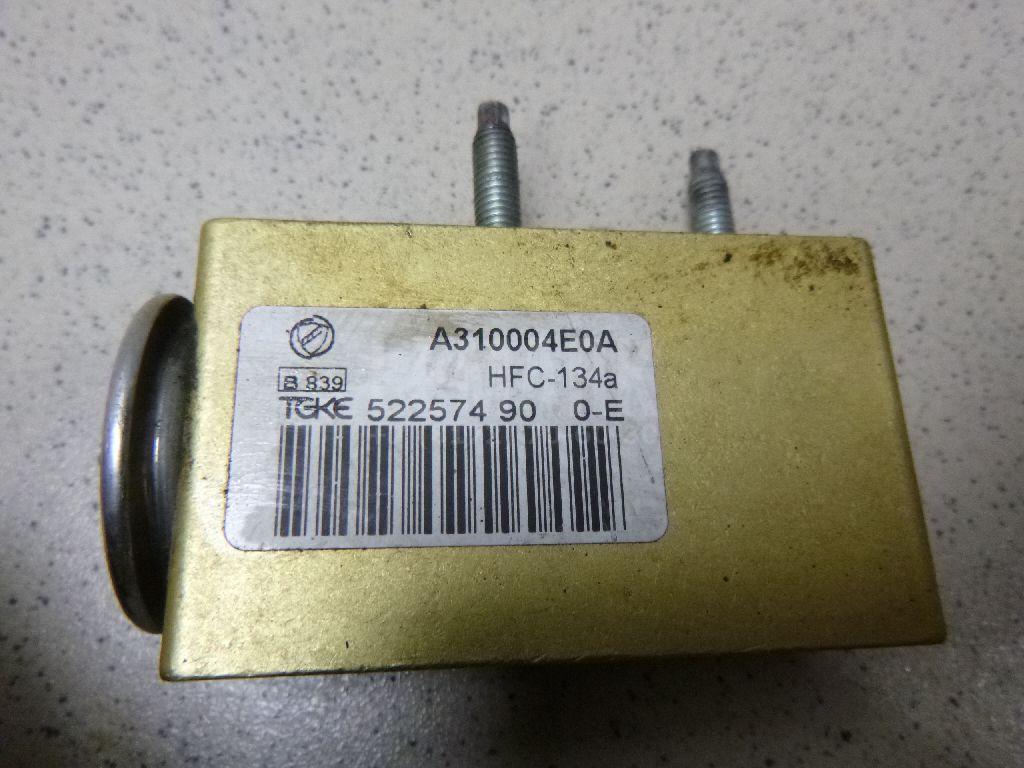 A310004E0A
HFC-134a
B 839
TGKE 522574 90 0-E